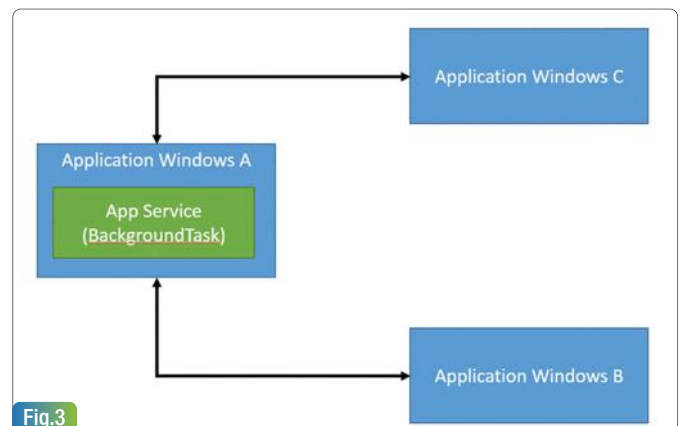 Application Windows C
Application Windows A
App Service
(BackgroundTask)
Application Windows B
Fig.3